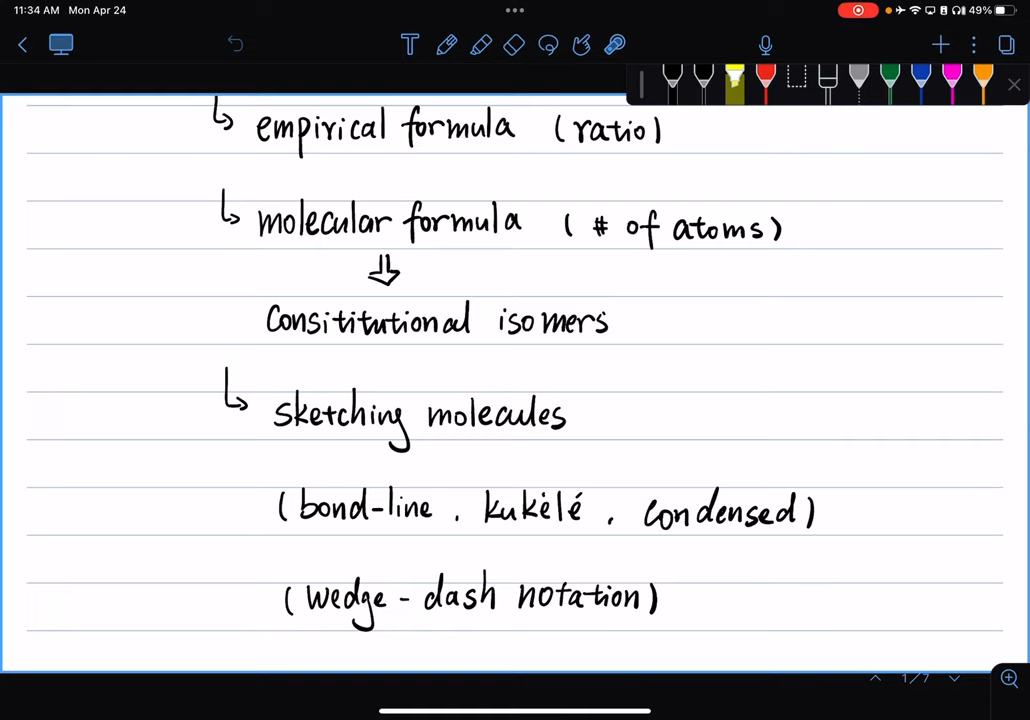 11:34 AM Mon Apr 24
49%
T
↳ empirical formula (ratio)
↳ molecular formula (# of atoms)
⇓
Consititutional isomers
↳ sketching molecules
(bond-line, kukélé, condensed)
(wedge-dash notation)
1/7